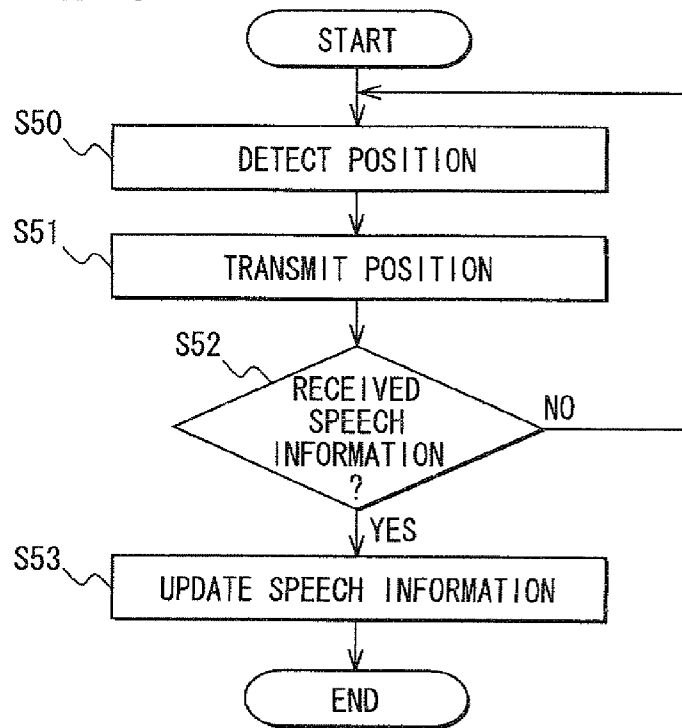 START
S50
DETECT POSITION
S51
TRANSMIT POSITION
S52
RECEIVED
SPEECH
INFORMATION
?
NO
YES
S53
UPDATE SPEECH INFORMATION
END